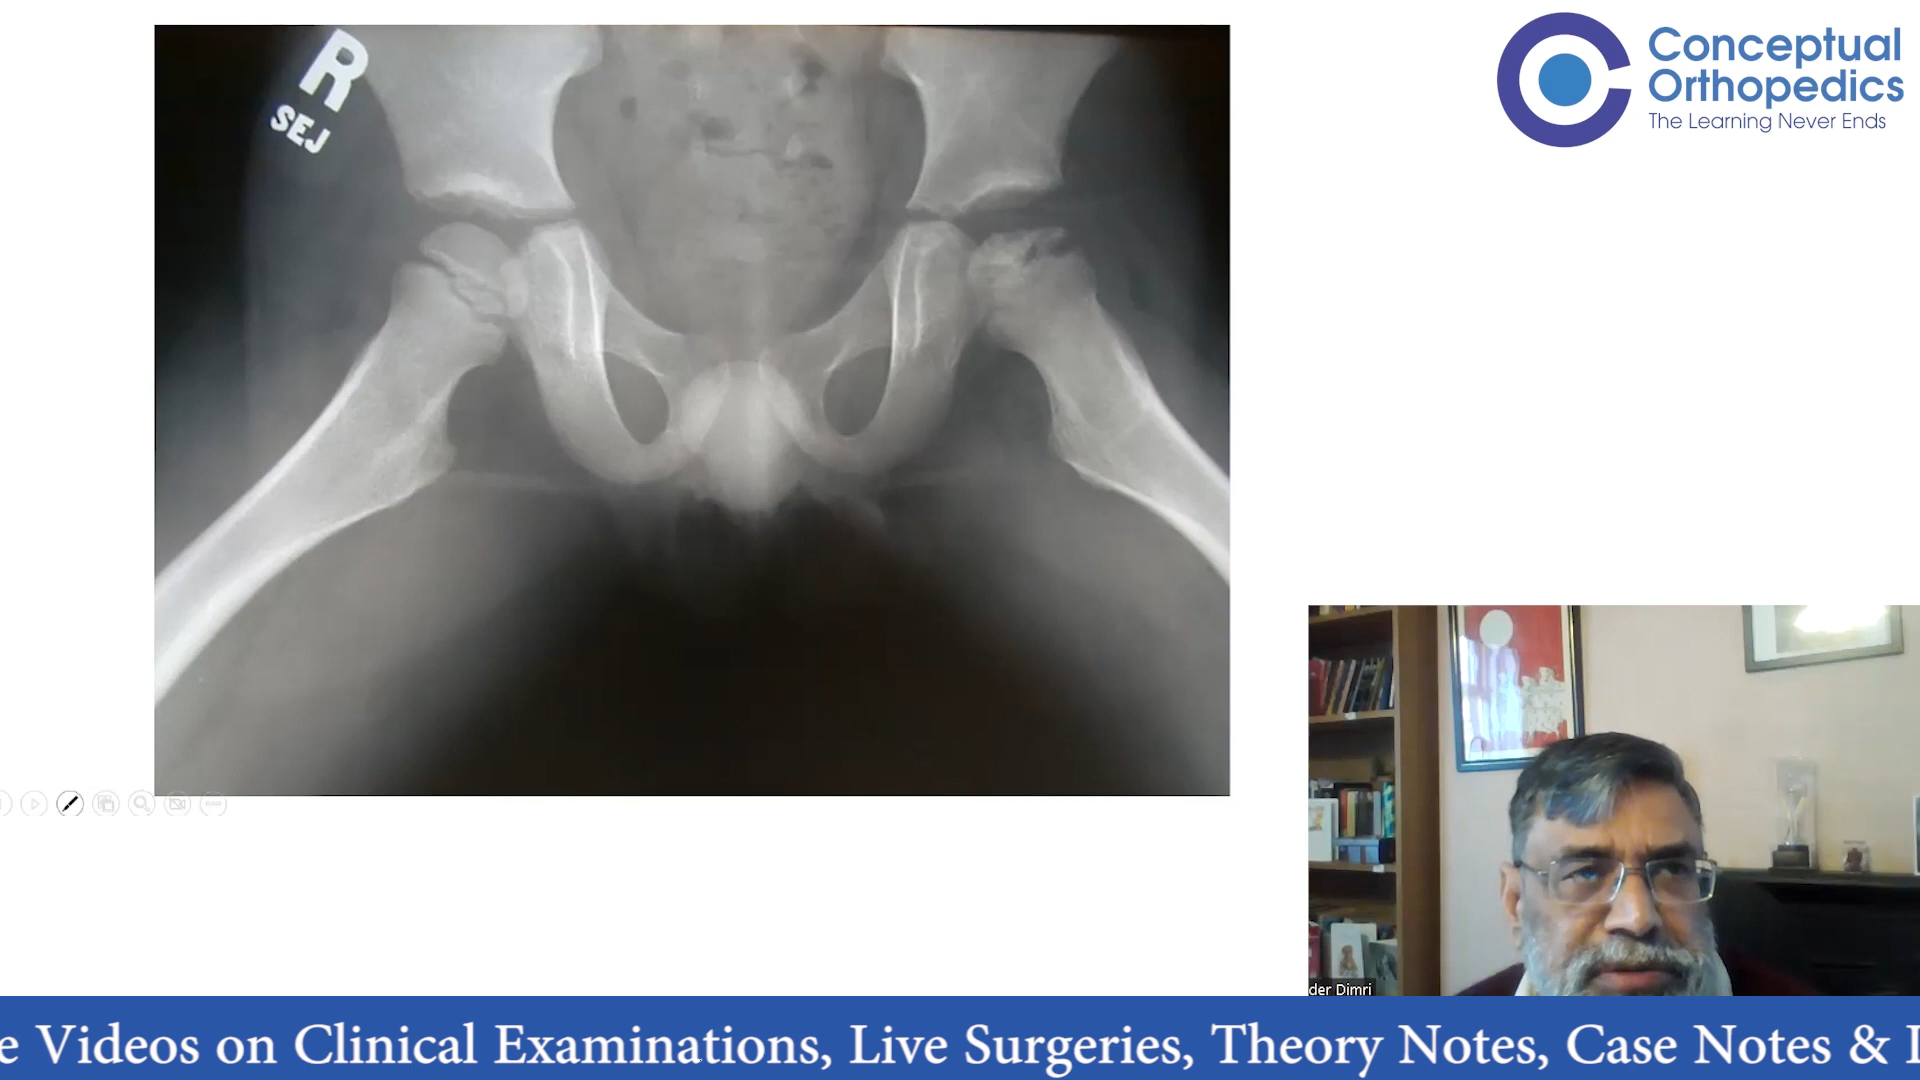 R
SEJ
Conceptual
Orthopedics
The Learning Never Ends
der Dimri
e Videos on Clinical Examinations, Live Surgeries, Theory Notes, Case Notes &